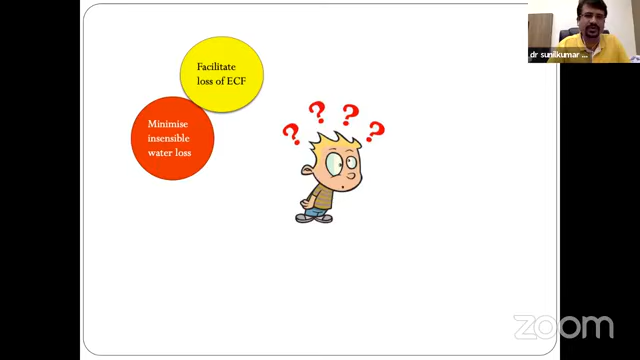 Facilitate
loss of ECF
Minimise
insensible
water loss
? ? ? ?
dr sunilkumar ...
zoom